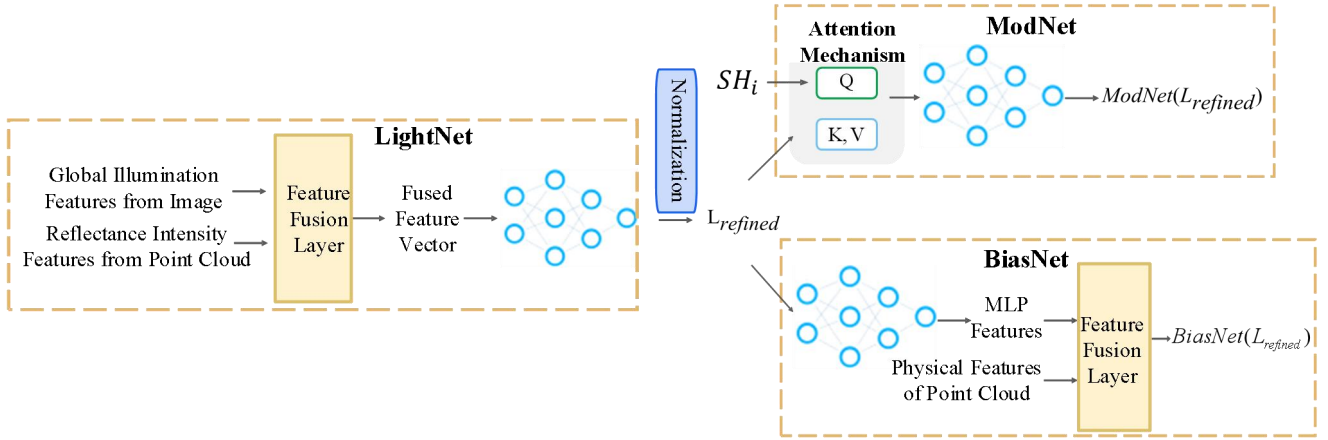 LightNet
Global Illumination
Features from Image
Reflectance Intensity
Features from Point Cloud
Feature
Fusion
Layer
Fused
Feature
Vector
Normalization
L_refined
ModNet
Attention
Mechanism
SH_i
Q
K, V
ModNet(L_refined)
BiasNet
MLP
Features
Physical Features
of Point Cloud
Feature
Fusion
Layer
BiasNet(L_refined)